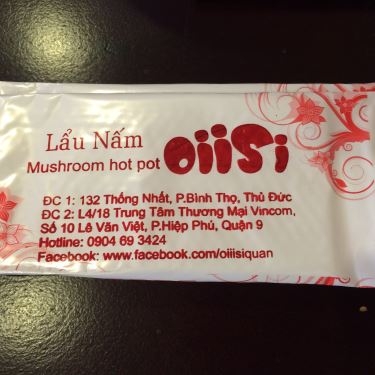 Lẩu Nấm
Mushroom hot pot oiiSi
ĐC 1: 132 Thống Nhất, P.Bình Thọ, Thủ Đức
ĐC 2: L4/18 Trung Tâm Thương Mại Vincom,
Số 10 Lê Văn Việt, P.Hiệp Phú, Quận 9
Hotline: 0904 69 3424
Facebook: www.facebook.com/oiiisiquan